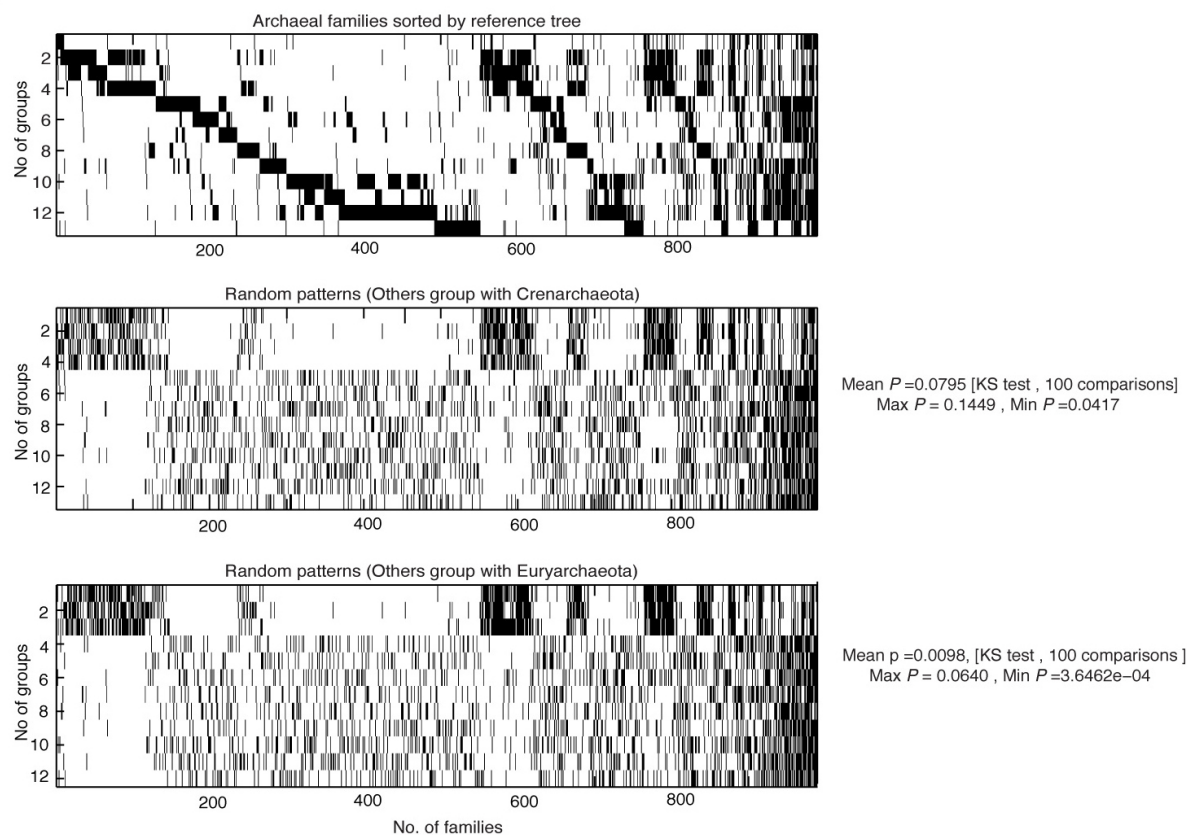 Archaeal families sorted by reference tree
No of groups
2
4
6
8
10
12
200
400
600
800
Random patterns (Others group with Crenarchaeota)
No of groups
2
4
6
8
10
12
200
400
600
800
Mean P =0.0795 [KS test , 100 comparisons]
Max P = 0.1449 , Min P =0.0417
Random patterns (Others group with Euryarchaeota)
No of groups
2
4
6
8
10
12
200
400
600
800
No. of families
Mean p =0.0098, [KS test , 100 comparisons ]
Max P = 0.0640 , Min P =3.6462e−04